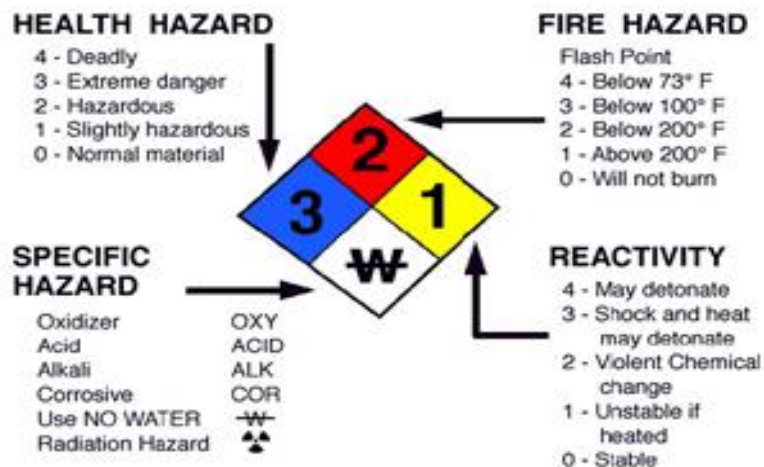 HEALTH HAZARD
4 - Deadly
3 - Extreme danger
2 - Hazardous
1 - Slightly hazardous
0 - Normal material
FIRE HAZARD
Flash Point
4 - Below 73° F
3 - Below 100° F
2 - Below 200° F
1 - Above 200° F
0 - Will not burn
2
3
1
W
SPECIFIC
HAZARD
Oxidizer OXY
Acid ACID
Alkali ALK
Corrosive COR
Use NO WATER W
Radiation Hazard
REACTIVITY
4 - May detonate
3 - Shock and heat
may detonate
2 - Violent Chemical
change
1 - Unstable if
heated
0 - Stable